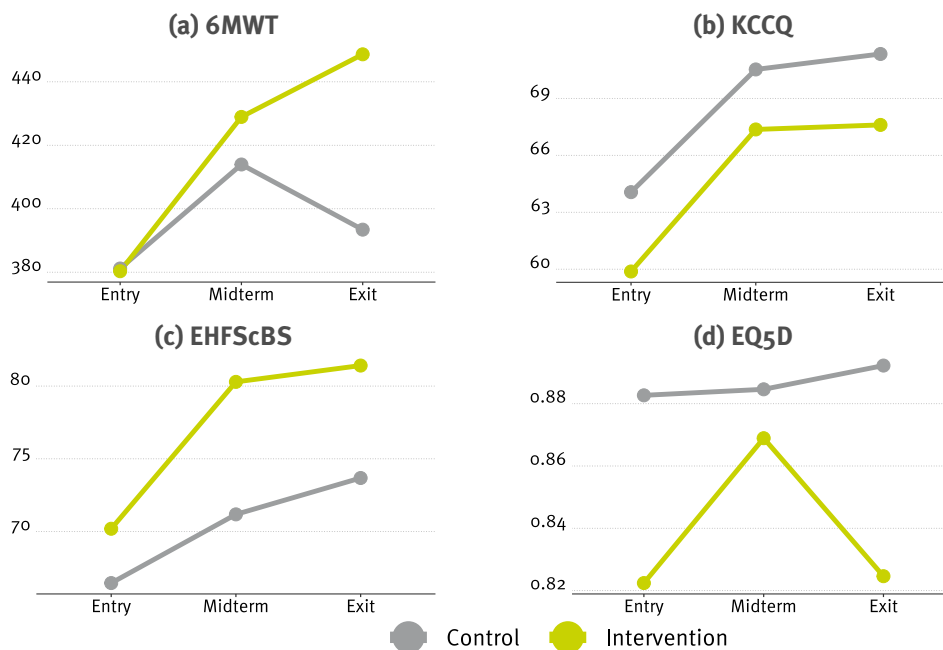 (a) 6MWT
440
420
400
380
Entry Midterm Exit
(b) KCCQ
69
66
63
60
Entry Midterm Exit
(c) EHFScBS
80
75
70
Entry Midterm Exit
(d) EQ5D
0.88
0.86
0.84
0.82
Entry Midterm Exit
Control Intervention